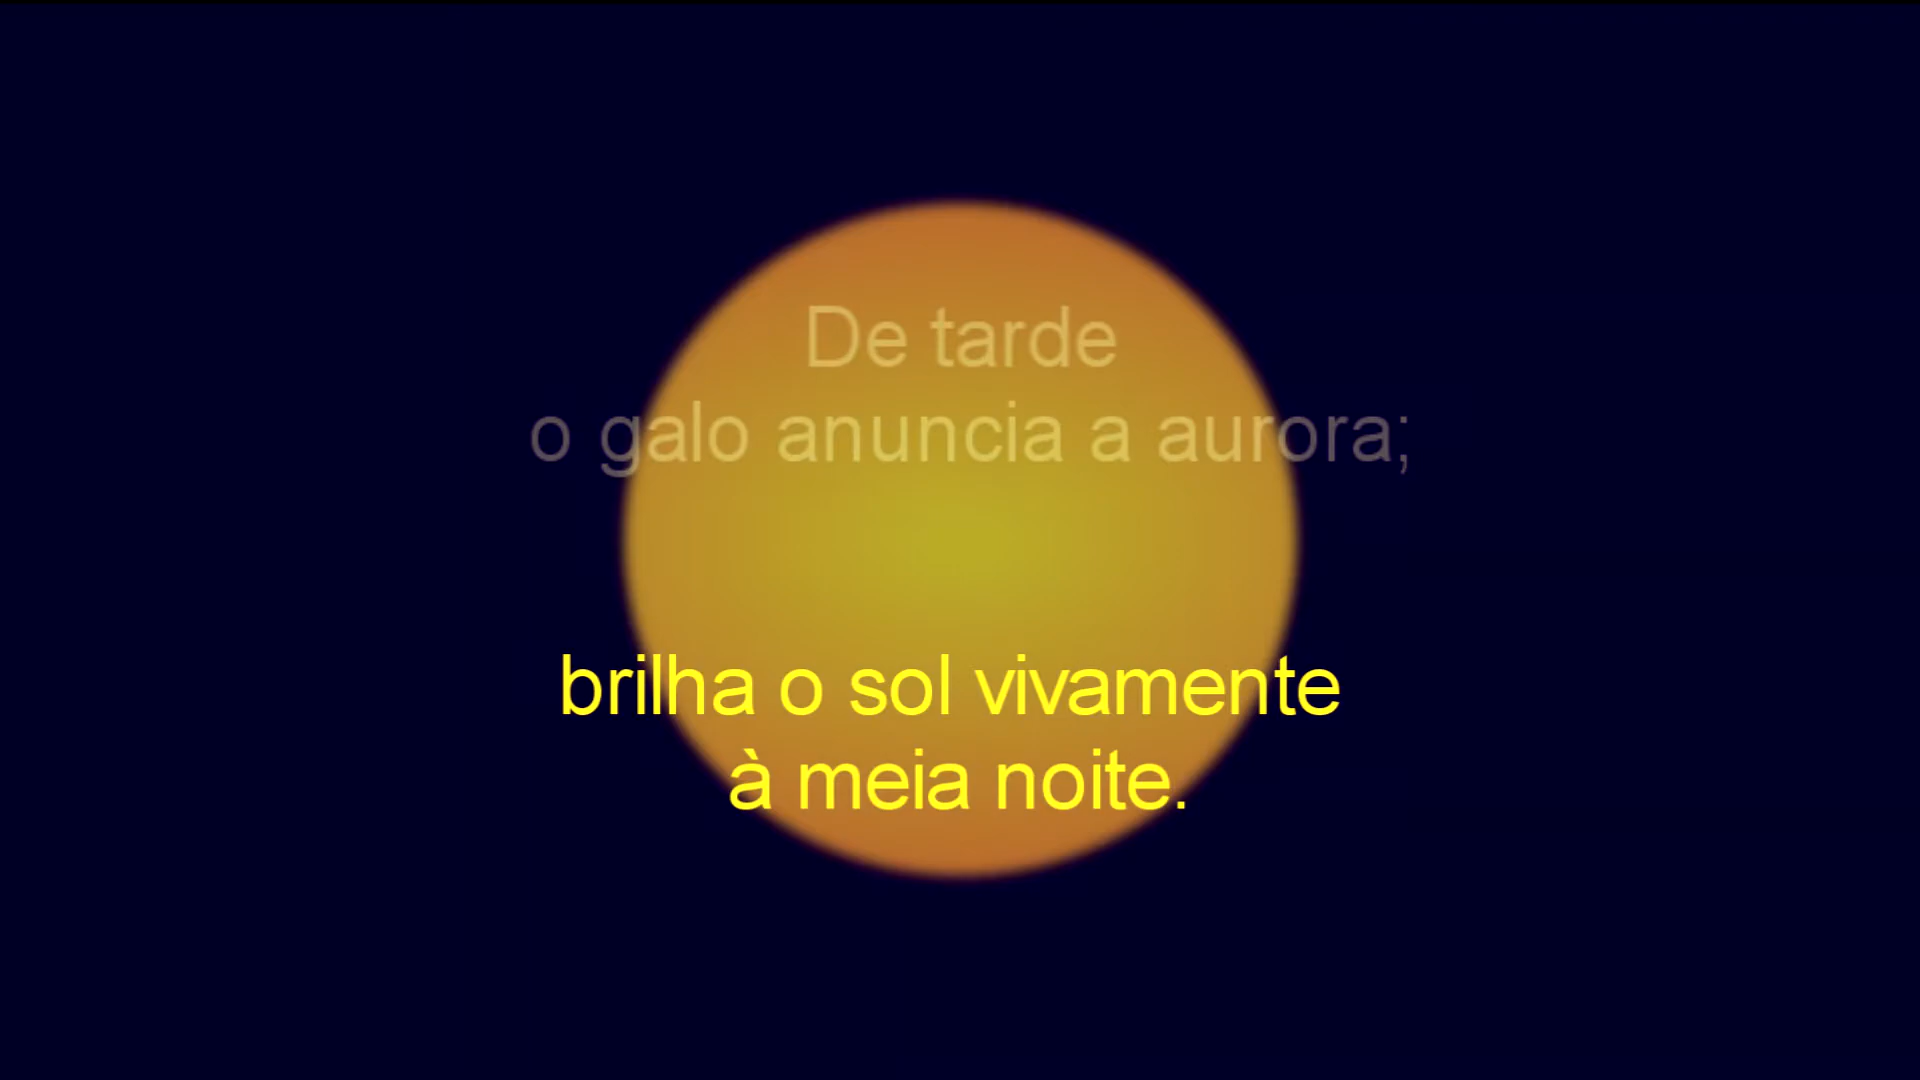 De tarde
o galo anuncia a aurora;
brilha o sol vivamente
à meia noite.